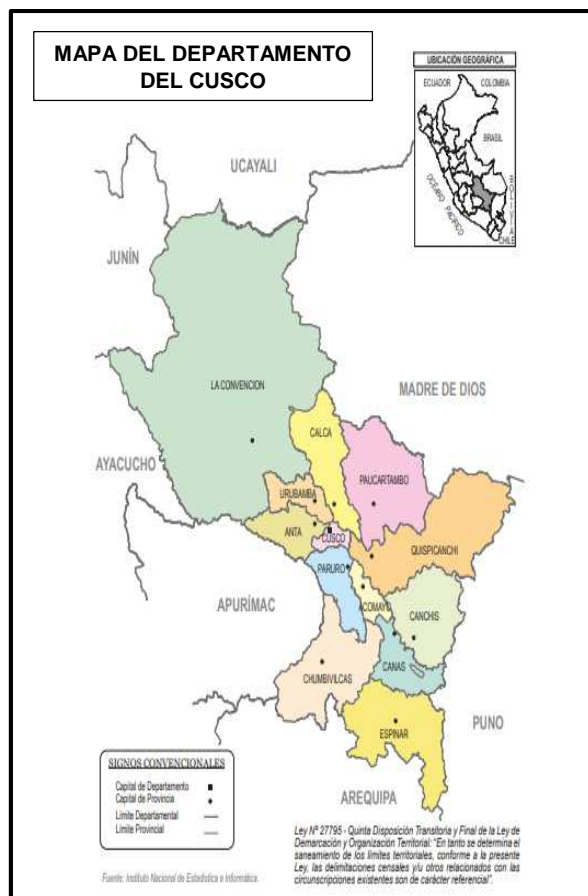 MAPA DEL DEPARTAMENTO
DEL CUSCO
UBICACIÓN GEOGRÁFICA
ECUADOR
COLOMBIA
BRASIL
BOLIVIA
OCEANO PACIFICO
CHILE
UCAYALI
JUNÍN
LA CONVENCION
MADRE DE DIOS
CALCA
AYACUCHO
PAUCARTAMBO
URUBAMBA
ANTA
CUSCO
QUISPICANCHI
PARURO
APURÍMAC
ACOMAYO
CANCHIS
CANAS
CHUMBIVILCAS
PUNO
ESPINAR
AREQUIPA
SIGNOS CONVENCIONALES
Capital de Departamento
Capital de Provincia
Límite Departamental
Límite Provincial
Ley Nº 27795 - Quinta Disposición Transitoria y Final de la Ley de
Demarcación y Organización Territorial: "En tanto se determina el
saneamiento de los límites territoriales, conforme a la presente
Ley, las delimitaciones censales y/u otros relacionados con las
circunscripciones existentes son de carácter referencial".
Fuente: Instituto Nacional de Estadística e Informática.